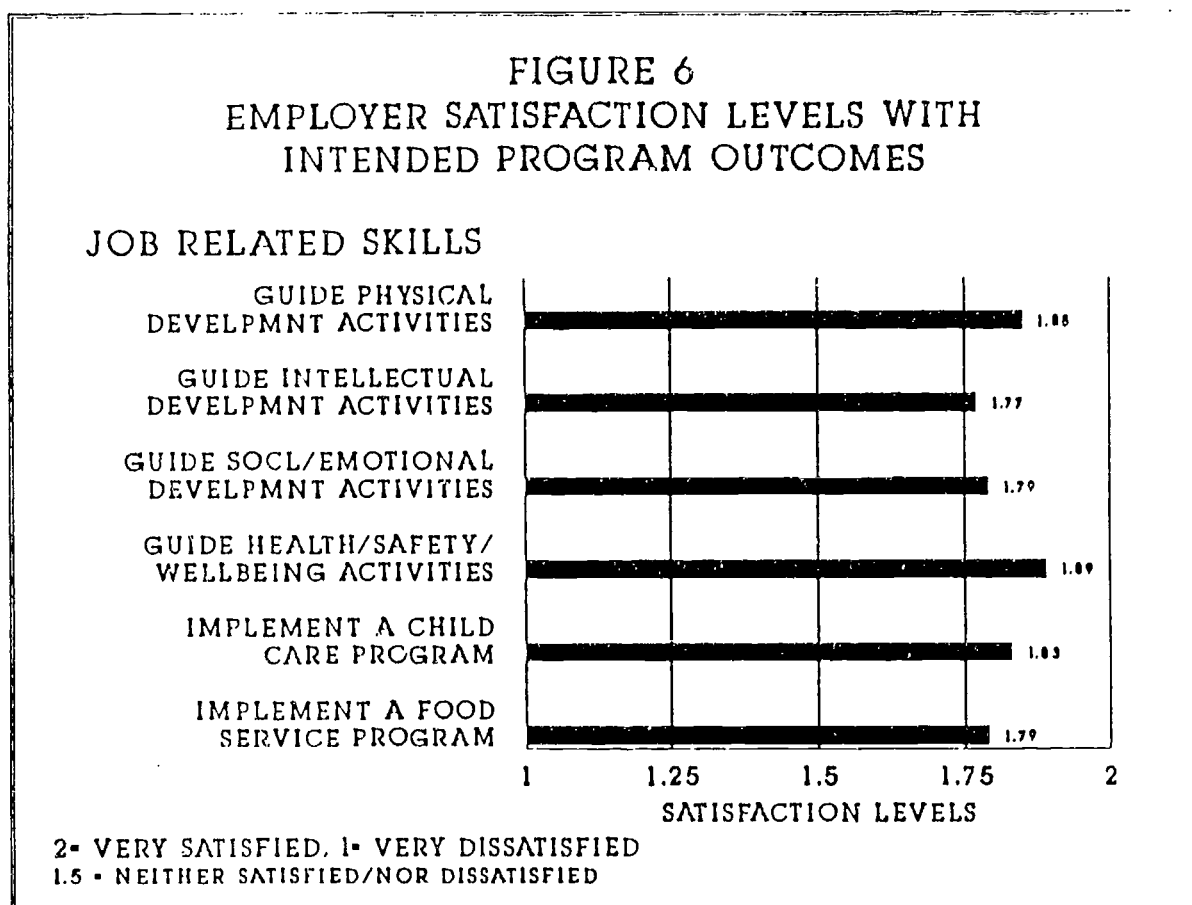 FIGURE 6
EMPLOYER SATISFACTION LEVELS WITH
INTENDED PROGRAM OUTCOMES
JOB RELATED SKILLS
GUIDE PHYSICAL
DEVELPMNT ACTIVITIES
1.85
GUIDE INTELLECTUAL
DEVELPMNT ACTIVITIES
1.77
GUIDE SOCL/EMOTIONAL
DEVELPMNT ACTIVITIES
1.79
GUIDE HEALTH/SAFETY/
WELLBEING ACTIVITIES
1.89
IMPLEMENT A CHILD
CARE PROGRAM
1.83
IMPLEMENT A FOOD
SERVICE PROGRAM
1.79
1 1.25 1.5 1.75 2
SATISFACTION LEVELS
2= VERY SATISFIED, 1= VERY DISSATISFIED
1.5 = NEITHER SATISFIED/NOR DISSATISFIED